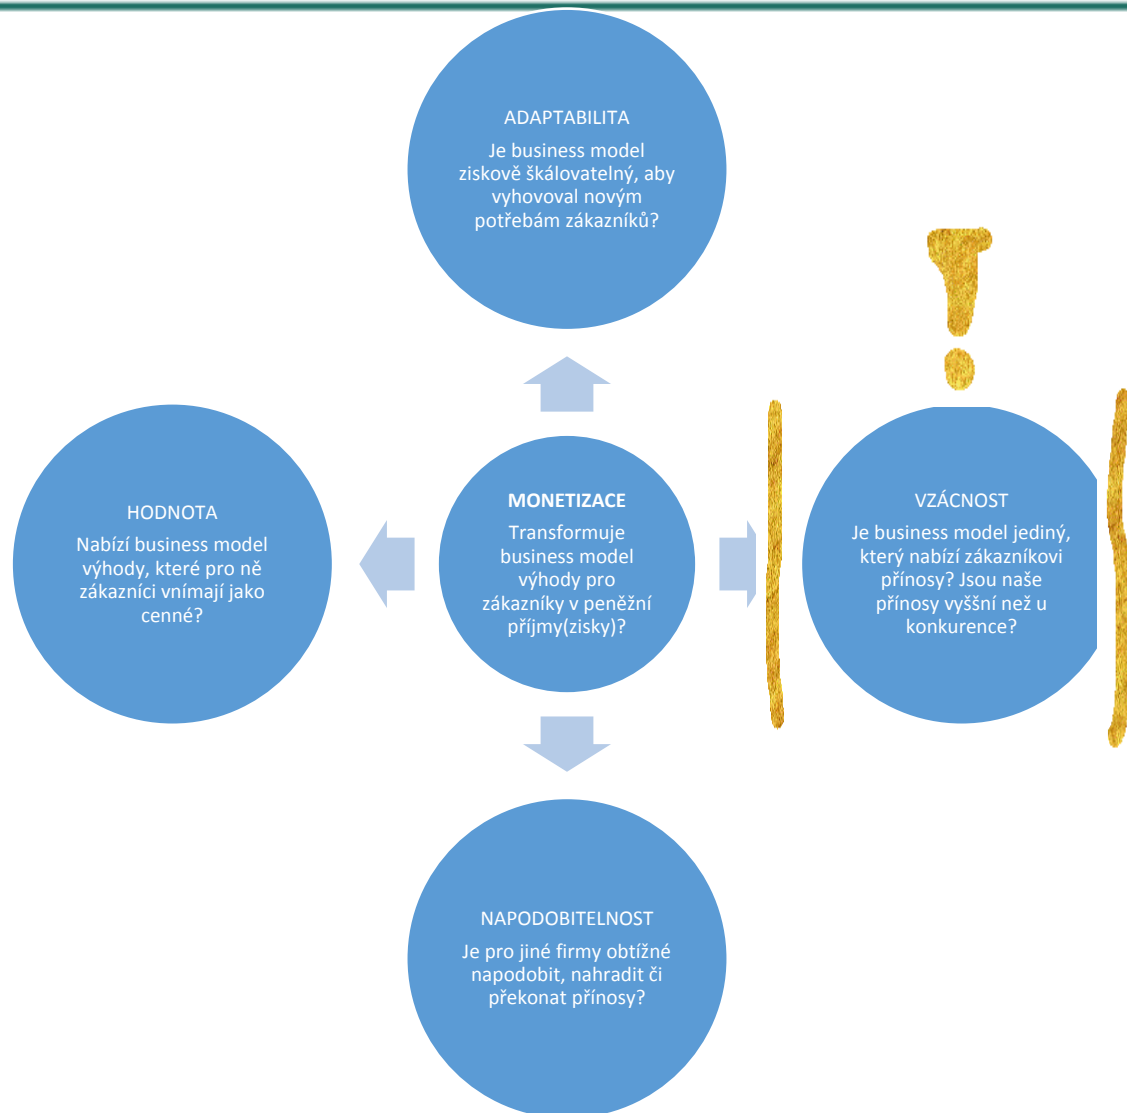 ADAPTABILITA
Je business model
ziskově škálovatelný, aby
vyhovoval novým
potřebám zákazníků?
HODNOTA
Nabízí business model
výhody, které pro ně
zákazníci vnímají jako
cenné?
MONETIZACE
Transformuje
business model
výhody pro
zákazníky v peněžní
příjmy(zisky)?
VZÁCNOST
Je business model jediný,
který nabízí zákazníkovi
přínosy? Jsou naše
přínosy vyššní než u
konkurence?
NAPODOBITELNOST
Je pro jiné firmy obtížné
napodobit, nahradit či
překonat přínosy?